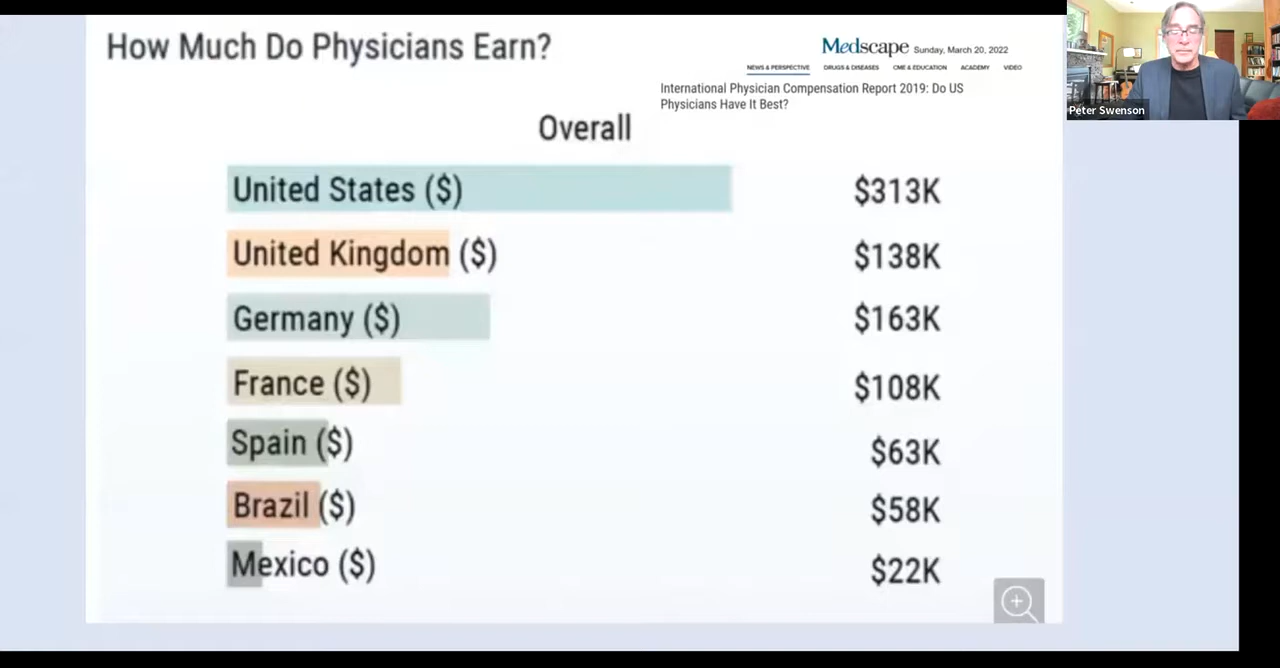 How Much Do Physicians Earn?
Medscape Sunday, March 20, 2022
NEWS & PERSPECTIVE DRUGS & DISEASES CME & EDUCATION ACADEMY VIDEO
International Physician Compensation Report 2019: Do US
Physicians Have It Best?
Peter Swenson
Overall
United States ($) $313K
United Kingdom ($) $138K
Germany ($) $163K
France ($) $108K
Spain ($) $63K
Brazil ($) $58K
Mexico ($) $22K